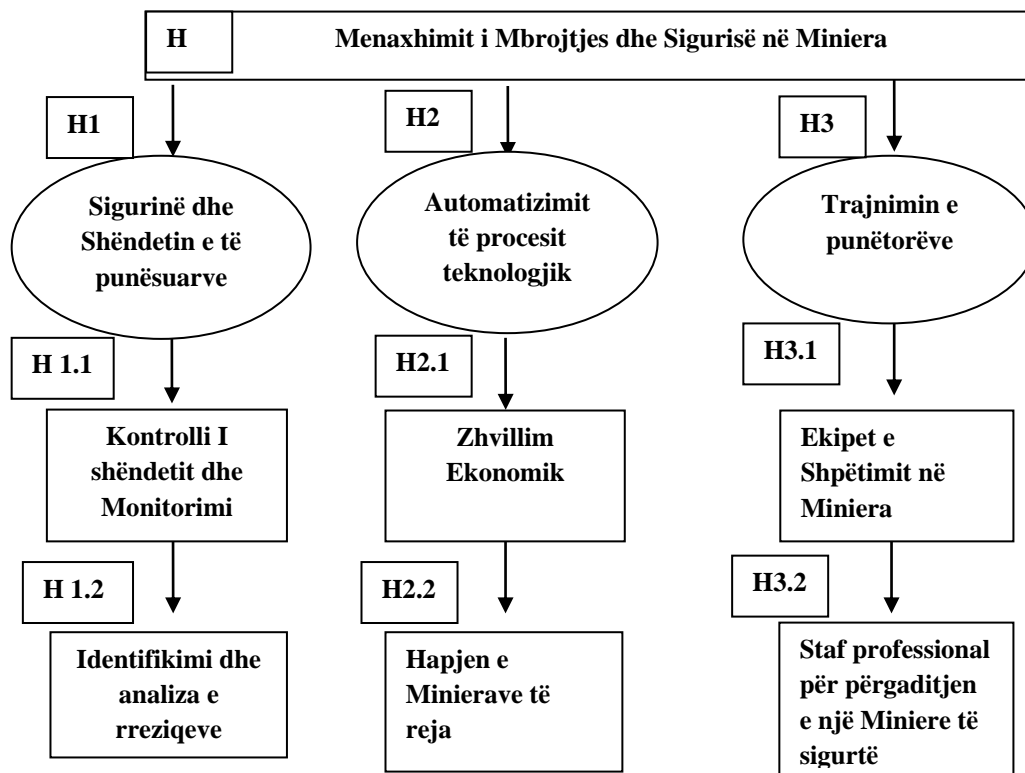 H
Menaxhimit i Mbrojtjes dhe Sigurisë në Miniera
H1
H2
H3
Sigurinë dhe
Shëndetin e të
punësuarve
Automatizimit
të procesit
teknologjik
Trajnimin e
punëtorëve
H 1.1
H2.1
H3.1
Kontrolli I
shëndetit dhe
Monitorimi
Zhvillim
Ekonomik
Ekipet e
Shpëtimit në
Miniera
H 1.2
H2.2
H3.2
Identifikimi dhe
analiza e
rreziqeve
Hapjen e
Minierave të
reja
Staf professional
për përgaditjen
e një Miniere të
sigurtë